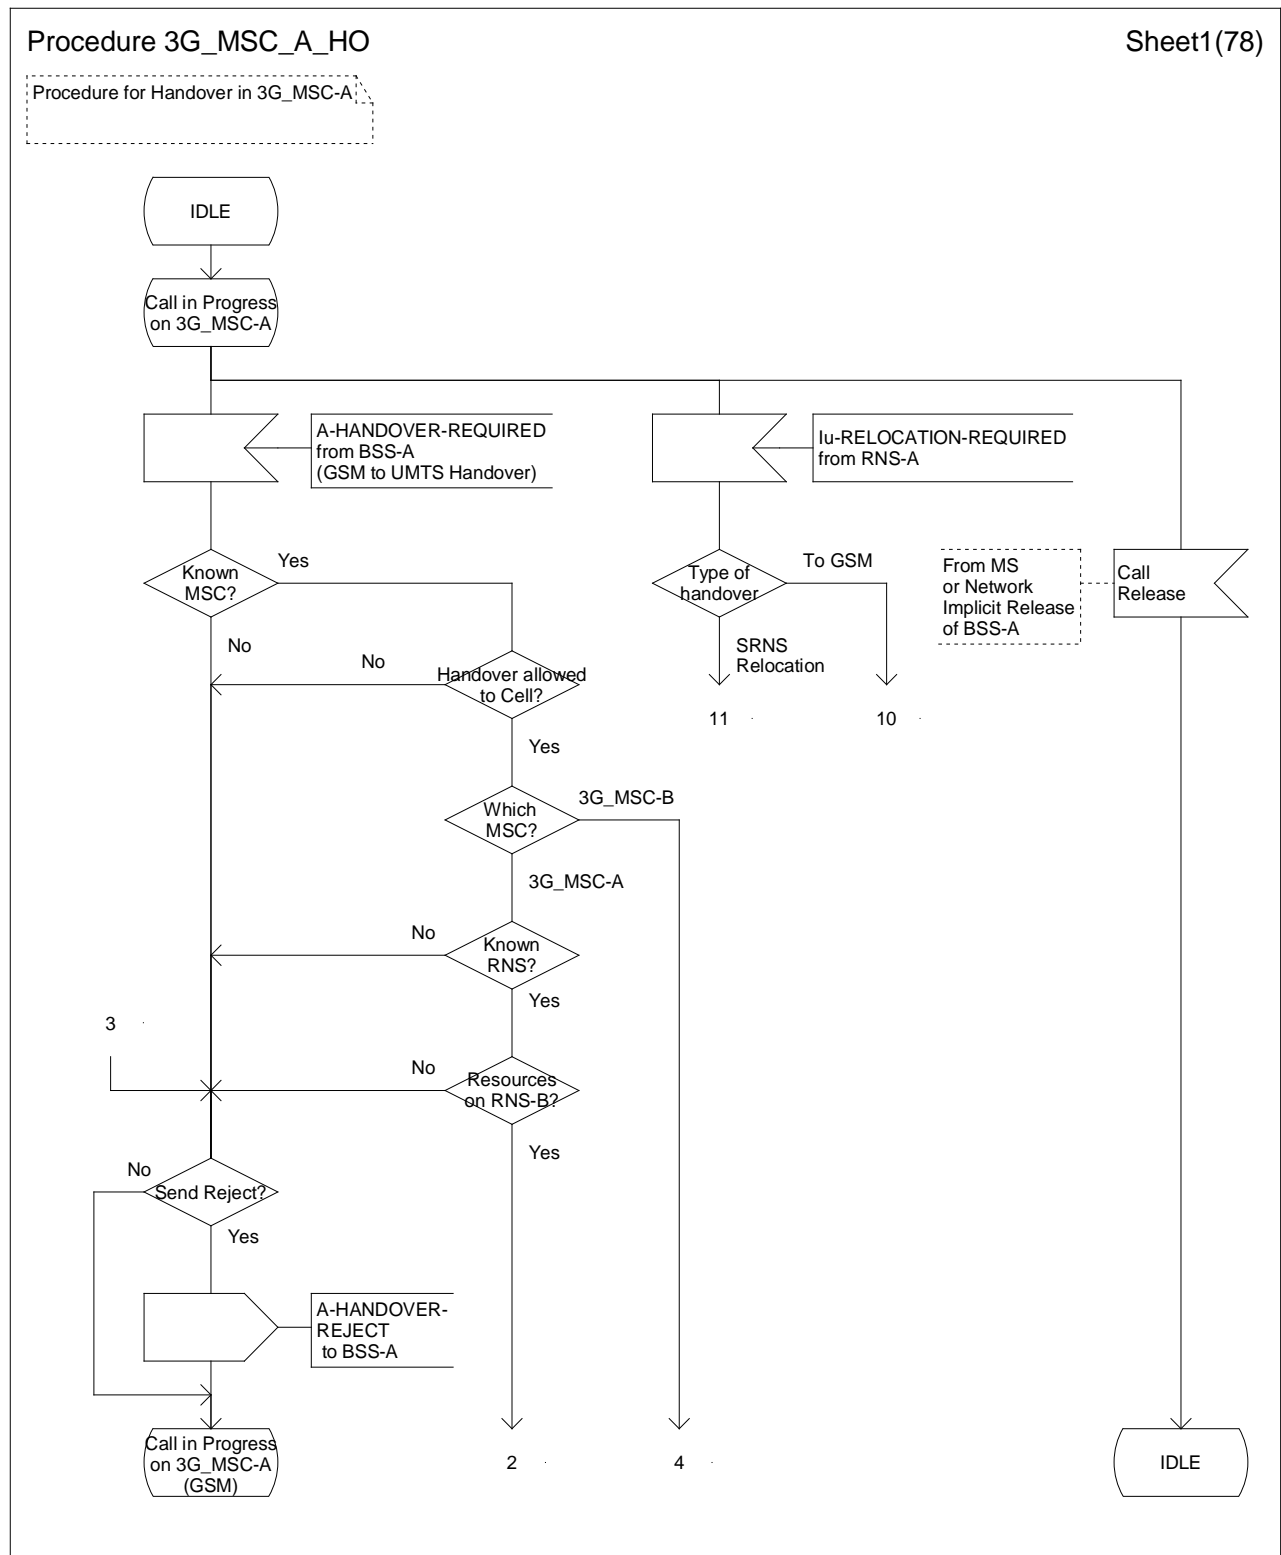 Procedure 3G_MSC_A_HO
Sheet1(78)
Procedure for Handover in 3G_MSC-A
IDLE
Call in Progress
on 3G_MSC-A
A-HANDOVER-REQUIRED
from BSS-A
(GSM to UMTS Handover)
Iu-RELOCATION-REQUIRED
from RNS-A
Known
MSC?
Yes
No
Type of
handover
To GSM
SRNS
Relocation
From MS
or Network
Implicit Release
of BSS-A
Call
Release
No
Handover allowed
to Cell?
Yes
11
10
Which
MSC?
3G_MSC-B
3G_MSC-A
No
Known
RNS?
Yes
3
No
Resources
on RNS-B?
Yes
No
Send Reject?
Yes
A-HANDOVER-
REJECT
to BSS-A
Call in Progress
on 3G_MSC-A
(GSM)
2
4
IDLE